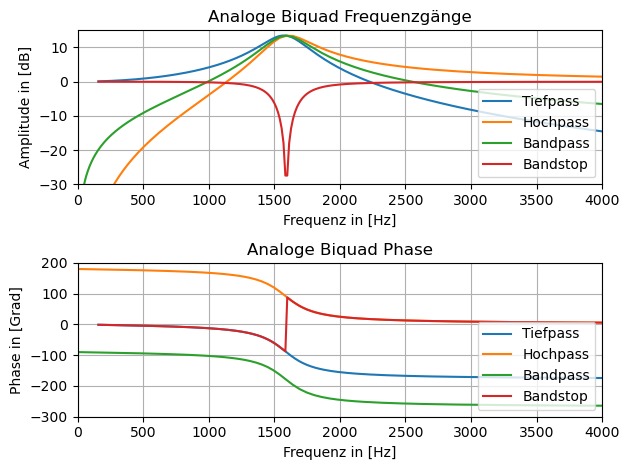 Analoge Biquad Frequenzgänge
Amplitude in [dB]
10
0
−10
−20
−30
Tiefpass
Hochpass
Bandpass
Bandstop
0 500 1000 1500 2000 2500 3000 3500 4000
Frequenz in [Hz]
Analoge Biquad Phase
Phase in [Grad]
200
100
0
−100
−200
−300
Tiefpass
Hochpass
Bandpass
Bandstop
0 500 1000 1500 2000 2500 3000 3500 4000
Frequenz in [Hz]